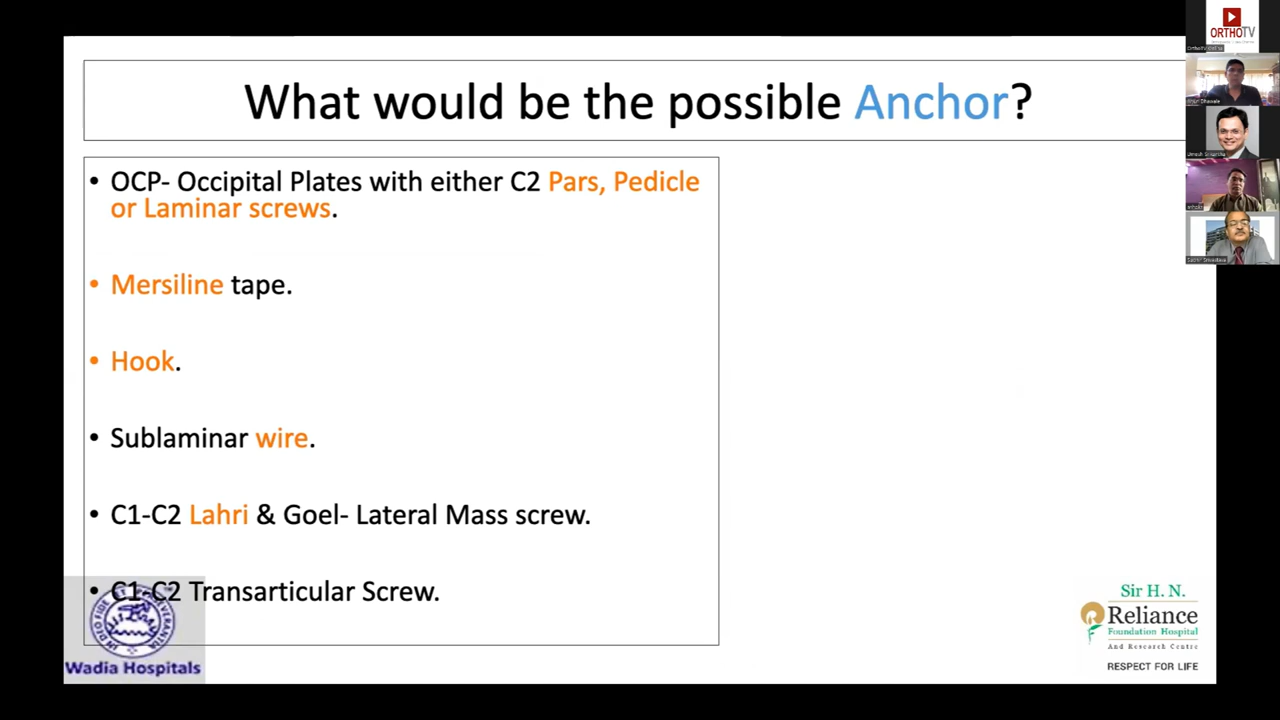 What would be the possible Anchor?
• OCP- Occipital Plates with either C2 Pars, Pedicle
or Laminar screws.
• Mersiline tape.
• Hook.
• Sublaminar wire.
• C1-C2 Lahri & Goel- Lateral Mass screw.
• C1-C2 Transarticular Screw.
Wadia Hospitals
Sir H. N.
Reliance
Foundation Hospital
And Research Centre
RESPECT FOR LIFE
ORTHOTV